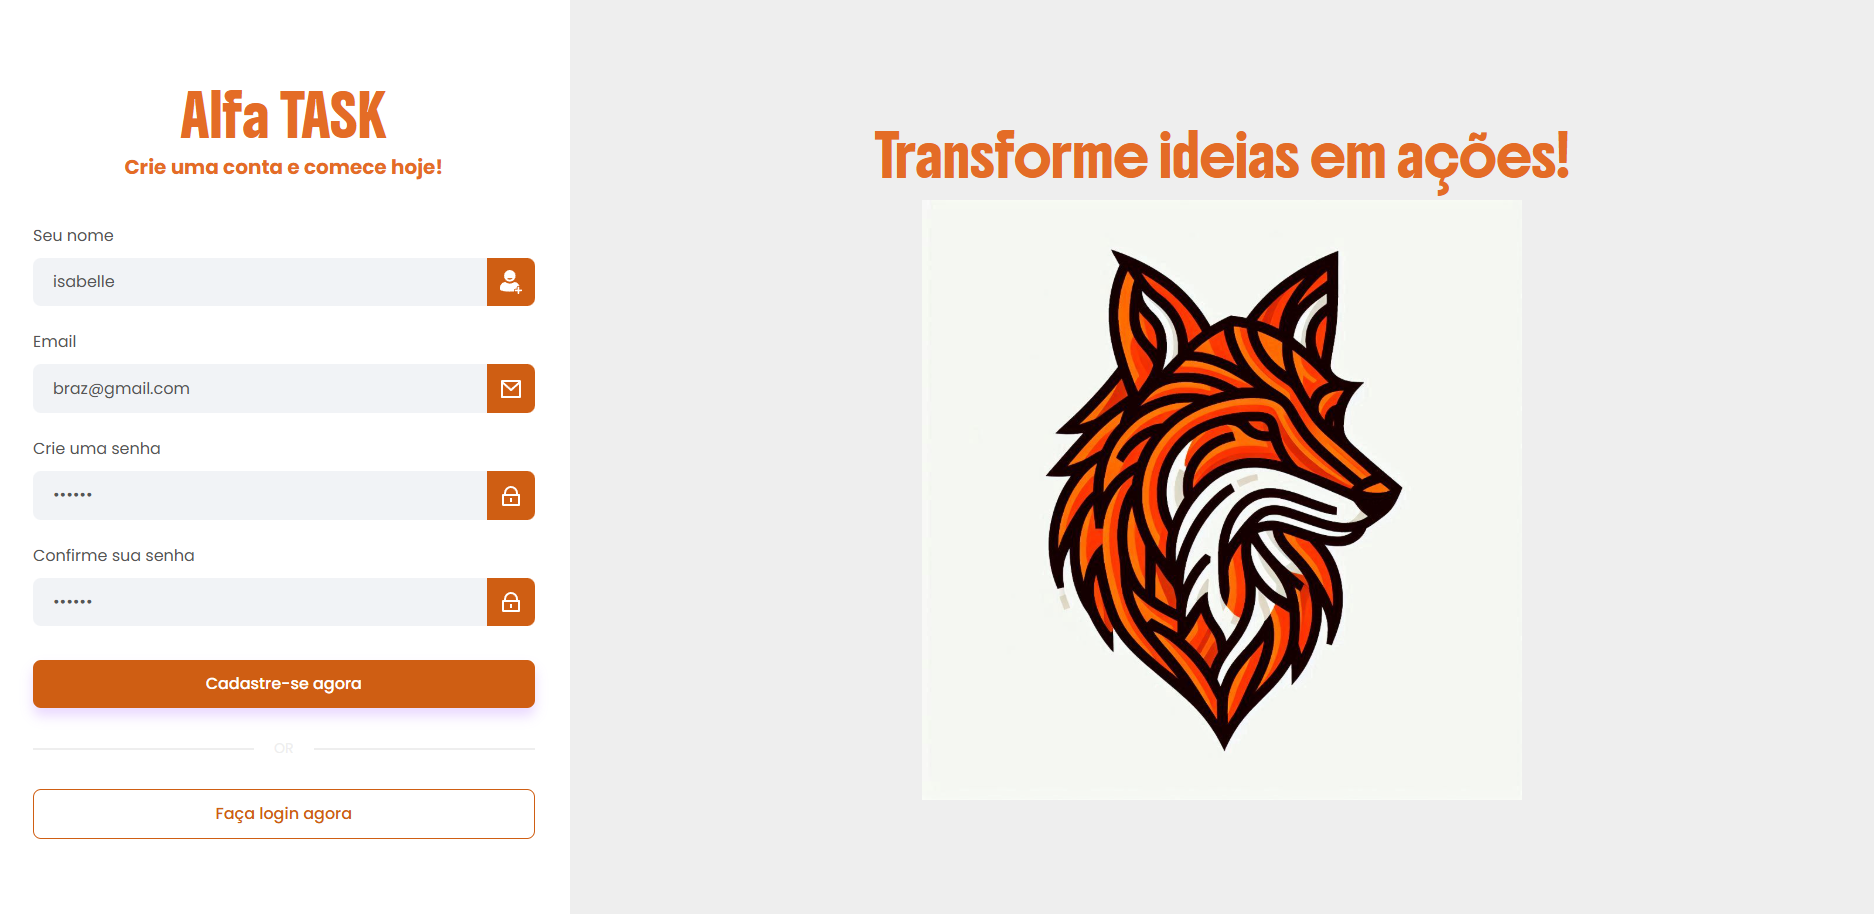 Alfa TASK
Crie uma conta e comece hoje!
Seu nome
isabelle
Email
braz@gmail.com
Crie uma senha
••••••
Confirme sua senha
••••••
Cadastre-se agora
OR
Faça login agora
Transforme ideias em ações!